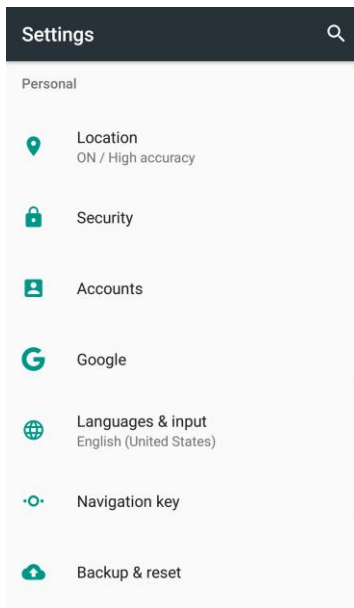 Settings
Personal
Location
ON / High accuracy
Security
Accounts
Google
Languages & input
English (United States)
Navigation key
Backup & reset